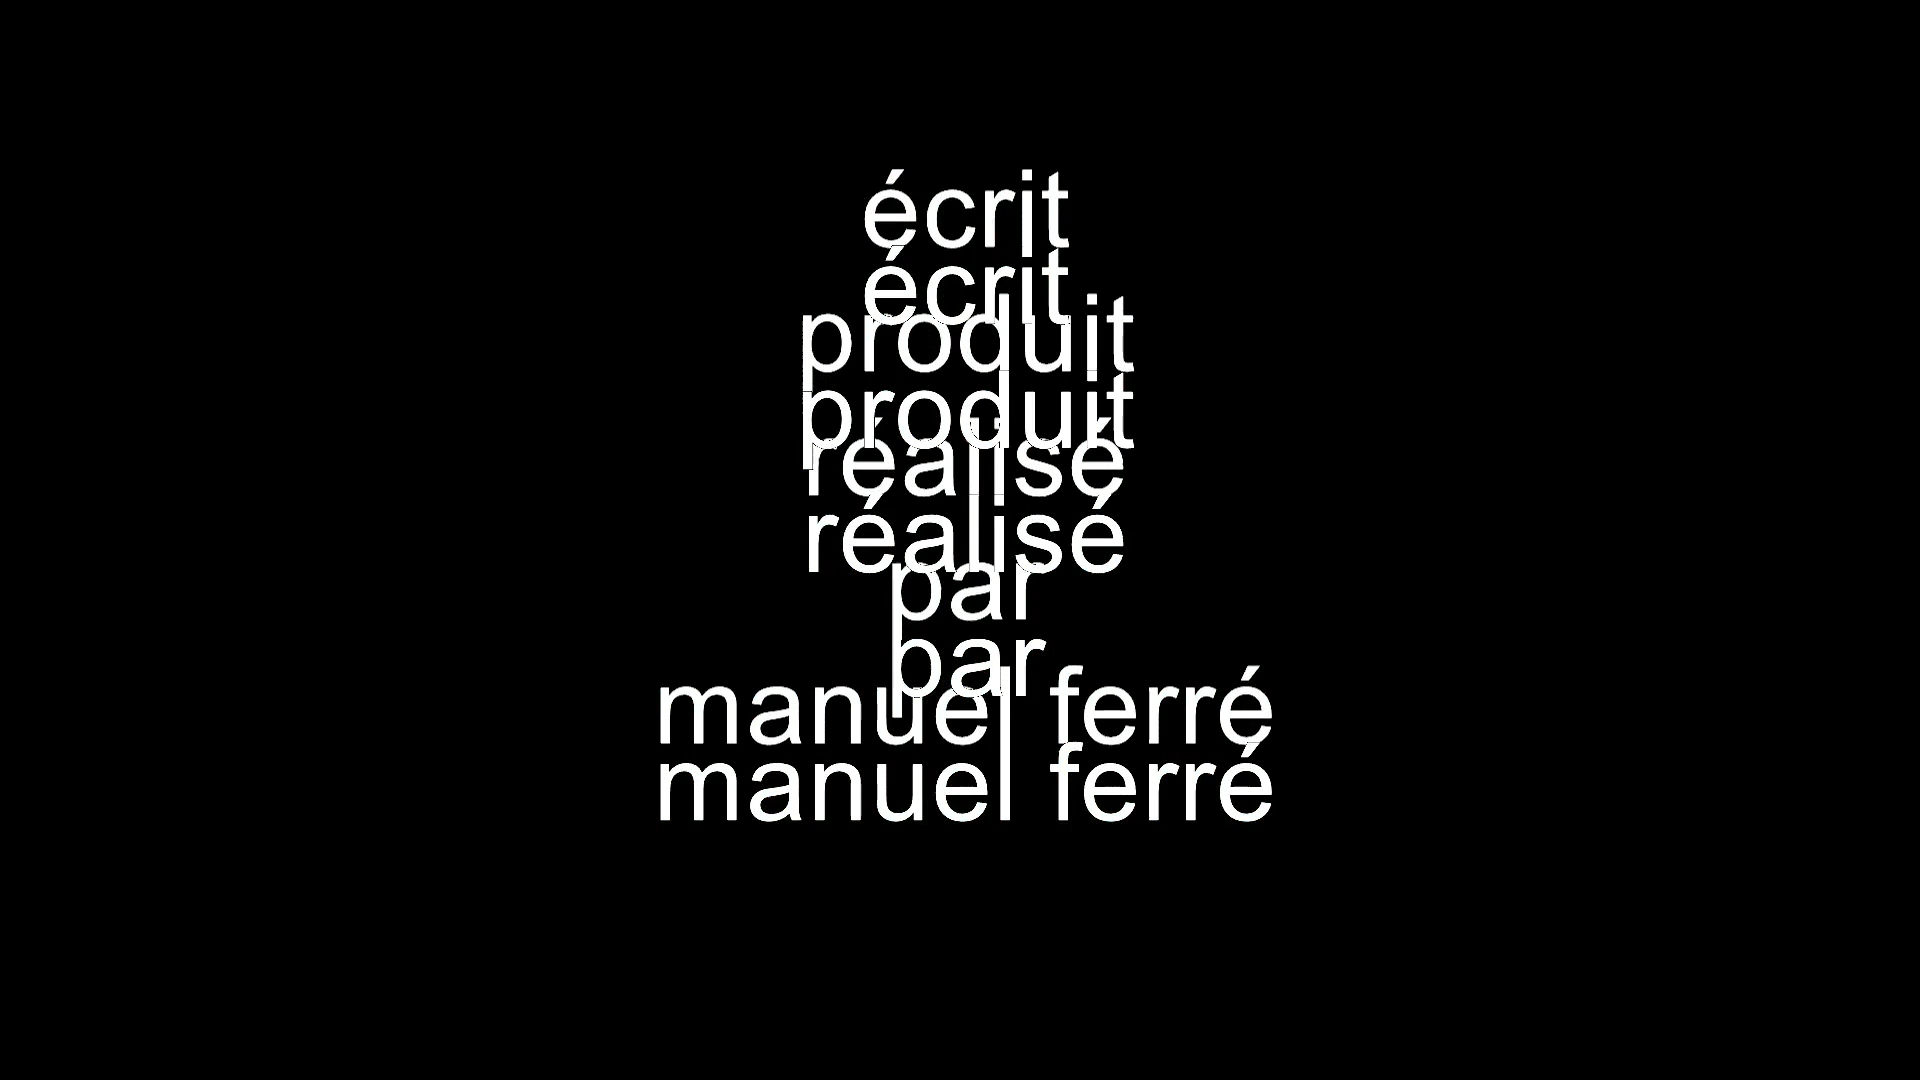 écrit
écrit
produit
produit
réalisé
réalisé
par
par
manuel ferré
manuel ferré